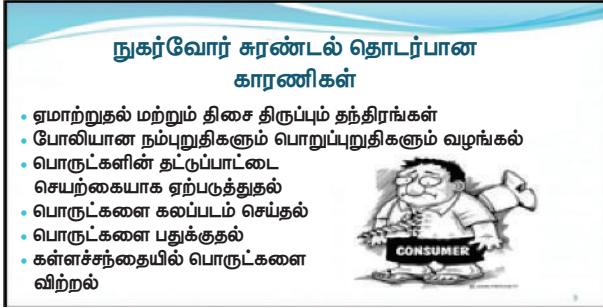 நுகர்வோர் சுரண்டல் தொடர்பான
காரணிகள்
• ஏமாற்றுதல் மற்றும் திசை திருப்பும் தந்திரங்கள்
• போலியான நம்புறுதிகளும் பொறுப்புறுதிகளும் வழங்கல்
• பொருட்களின் தட்டுப்பாட்டை
செயற்கையாக ஏற்படுத்துதல்
• பொருட்களை கலப்படம் செய்தல்
• பொருட்களை பதுக்குதல்
• கள்ளச்சந்தையில் பொருட்களை
விற்றல்
CONSUMER